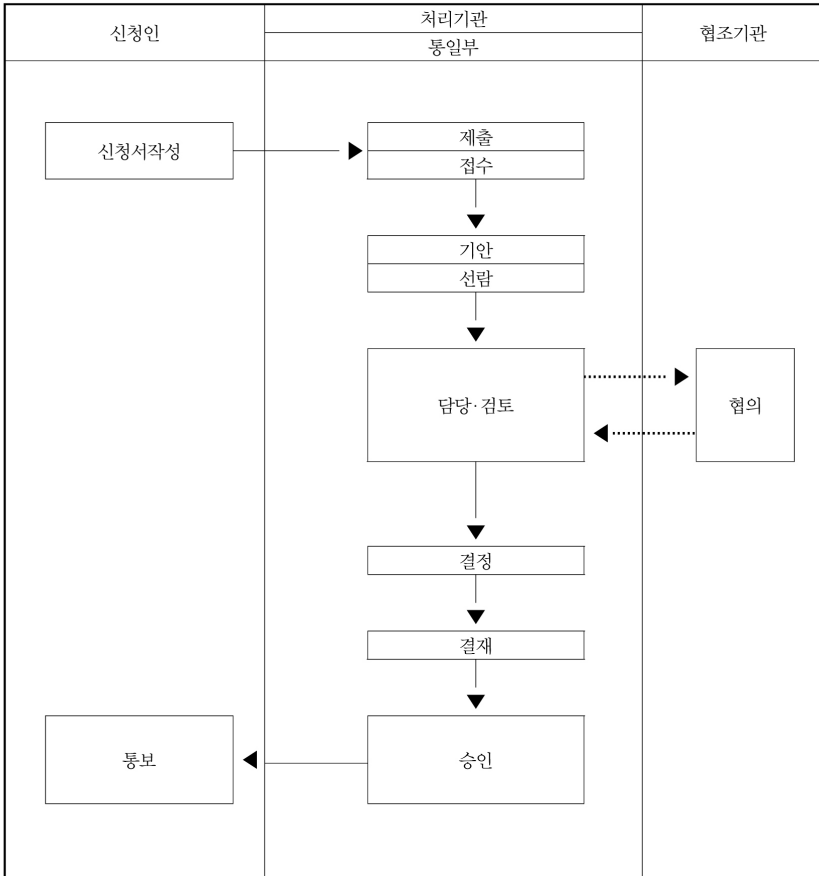 신청인
처리기관
통일부
협조기관
신청서작성
제출
접수
기안
선람
담당·검토
협의
결정
결재
통보
승인